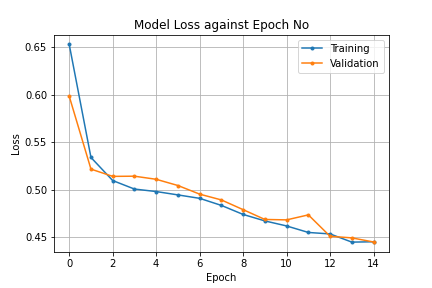 Model Loss against Epoch No
Training
Validation
Loss
0.65
0.60
0.55
0.50
0.45
0 2 4 6 8 10 12 14
Epoch